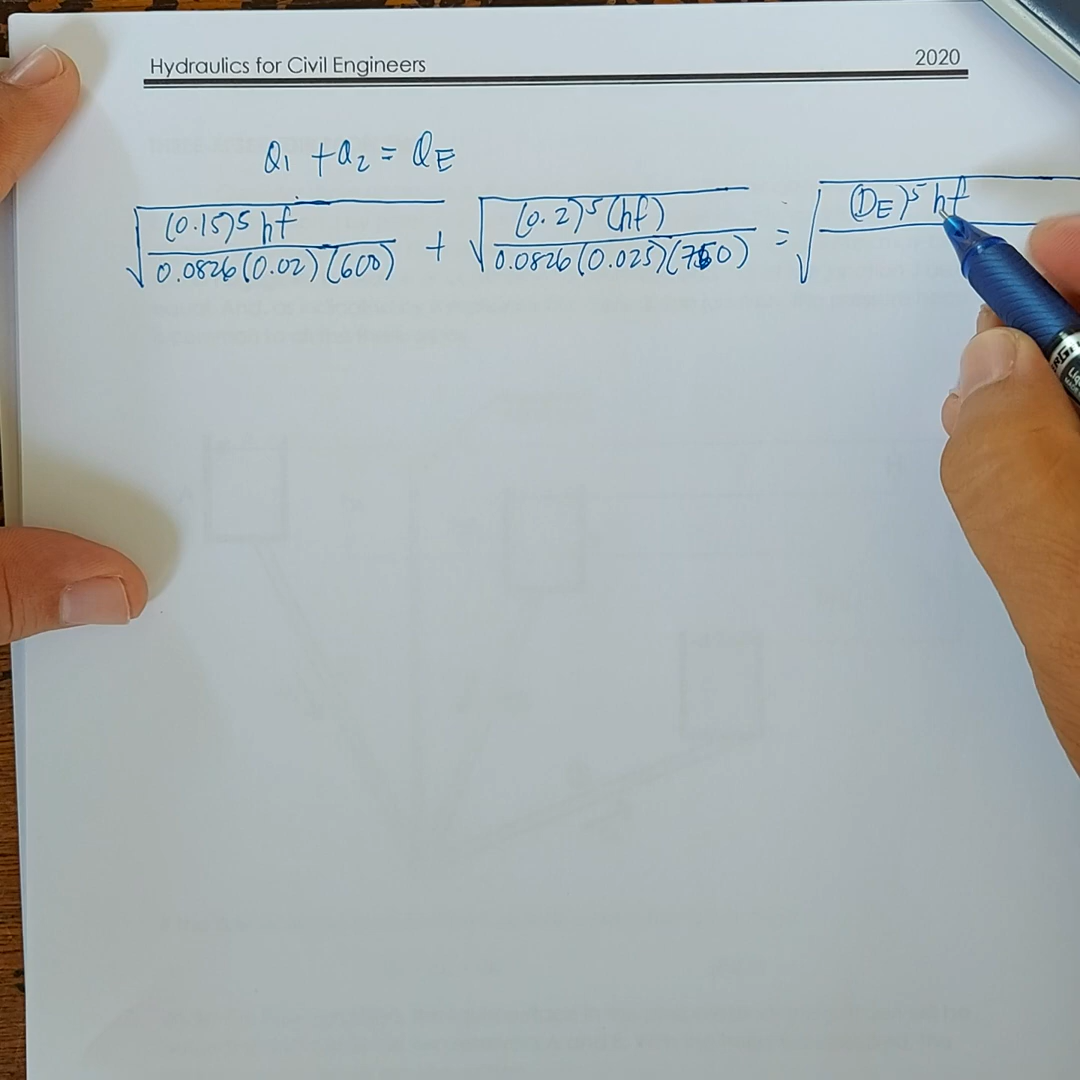 Hydraulics for Civil Engineers 2020
Q1 + Q2 = QE
√((0.15)^5 hf / 0.0826(0.02)(600)) + √((0.2)^5 (hf) / 0.0826(0.025)(750)) = √((DE)^5 hf